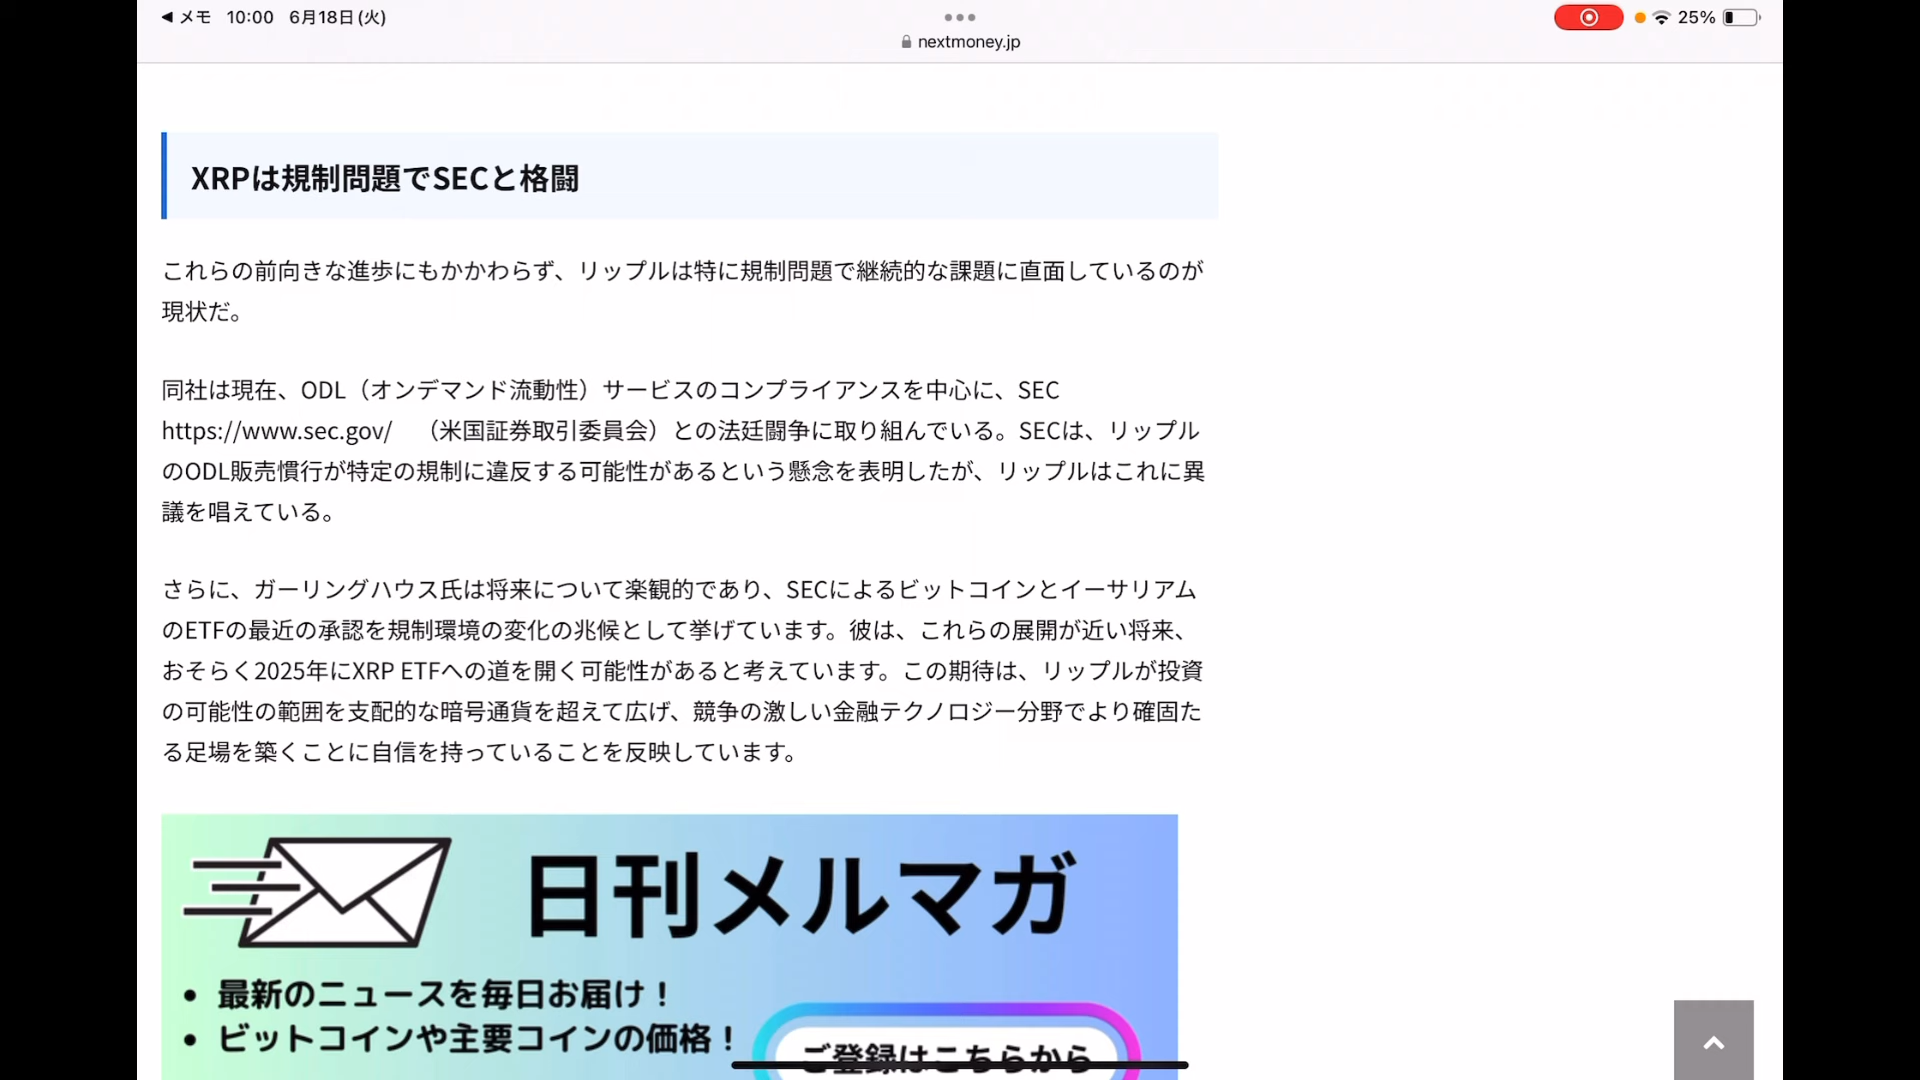 メモ 10:00 6月18日(火)
25%
nextmoney.jp
XRPは規制問題でSECと格闘
これらの前向きな進歩にもかかわらず、リップルは特に規制問題で継続的な課題に直面しているのが
現状だ。
同社は現在、ODL（オンデマンド流動性）サービスのコンプライアンスを中心に、SEC
https://www.sec.gov/　（米国証券取引委員会）との法廷闘争に取り組んでいる。SECは、リップル
のODL販売慣行が特定の規制に違反する可能性があるという懸念を表明したが、リップルはこれに異
議を唱えている。
さらに、ガーリングハウス氏は将来について楽観的であり、SECによるビットコインとイーサリアム
のETFの最近の承認を規制環境の変化の兆候として挙げています。彼は、これらの展開が近い将来、
おそらく2025年にXRP ETFへの道を開く可能性があると考えています。この期待は、リップルが投資
の可能性の範囲を支配的な暗号通貨を超えて広げ、競争の激しい金融テクノロジー分野でより確固た
る足場を築くことに自信を持っていることを反映しています。
日刊メルマガ
• 最新のニュースを毎日お届け！
• ビットコインや主要コインの価格！
ご登録はこちらから